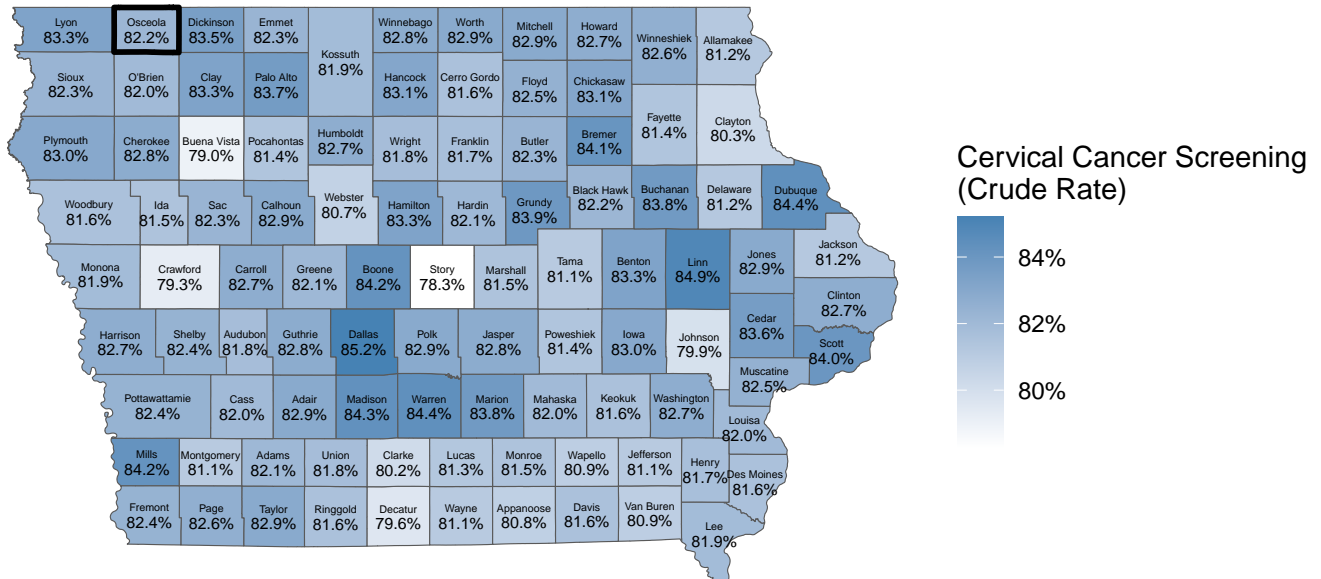 Lyon
83.3%
Osceola
82.2%
Dickinson
83.5%
Emmet
82.3%
Kossuth
81.9%
Winnebago
82.8%
Worth
82.9%
Mitchell
82.9%
Howard
82.7%
Winneshiek
82.6%
Allamakee
81.2%
Sioux
82.3%
O'Brien
82.0%
Clay
83.3%
Palo Alto
83.7%
Hancock
83.1%
Cerro Gordo
81.6%
Floyd
82.5%
Chickasaw
83.1%
Fayette
81.4%
Clayton
80.3%
Plymouth
83.0%
Cherokee
82.8%
Buena Vista
79.0%
Pocahontas
81.4%
Humboldt
82.7%
Wright
81.8%
Franklin
81.7%
Butler
82.3%
Bremer
84.1%
Woodbury
81.6%
Ida
81.5%
Sac
82.3%
Calhoun
82.9%
Webster
80.7%
Hamilton
83.3%
Hardin
82.1%
Grundy
83.9%
Black Hawk
82.2%
Buchanan
83.8%
Delaware
81.2%
Dubuque
84.4%
Monona
81.9%
Crawford
79.3%
Carroll
82.7%
Greene
82.1%
Boone
84.2%
Story
78.3%
Marshall
81.5%
Tama
81.1%
Benton
83.3%
Linn
84.9%
Jones
82.9%
Jackson
81.2%
Clinton
82.7%
Harrison
82.7%
Shelby
82.4%
Audubon
81.8%
Guthrie
82.8%
Dallas
85.2%
Polk
82.9%
Jasper
82.8%
Poweshiek
81.4%
Iowa
83.0%
Johnson
79.9%
Cedar
83.6%
Scott
84.0%
Muscatine
82.5%
Pottawattamie
82.4%
Cass
82.0%
Adair
82.9%
Madison
84.3%
Warren
84.4%
Marion
83.8%
Mahaska
82.0%
Keokuk
81.6%
Washington
82.7%
Louisa
82.0%
Mills
84.2%
Montgomery
81.1%
Adams
82.1%
Union
81.8%
Clarke
80.2%
Lucas
81.3%
Monroe
81.5%
Wapello
80.9%
Jefferson
81.1%
Henry
81.7%
Des Moines
81.6%
Fremont
82.4%
Page
82.6%
Taylor
82.9%
Ringgold
81.6%
Decatur
79.6%
Wayne
81.1%
Appanoose
80.8%
Davis
81.6%
Van Buren
80.9%
Lee
81.9%
Cervical Cancer Screening
(Crude Rate)
84%
82%
80%